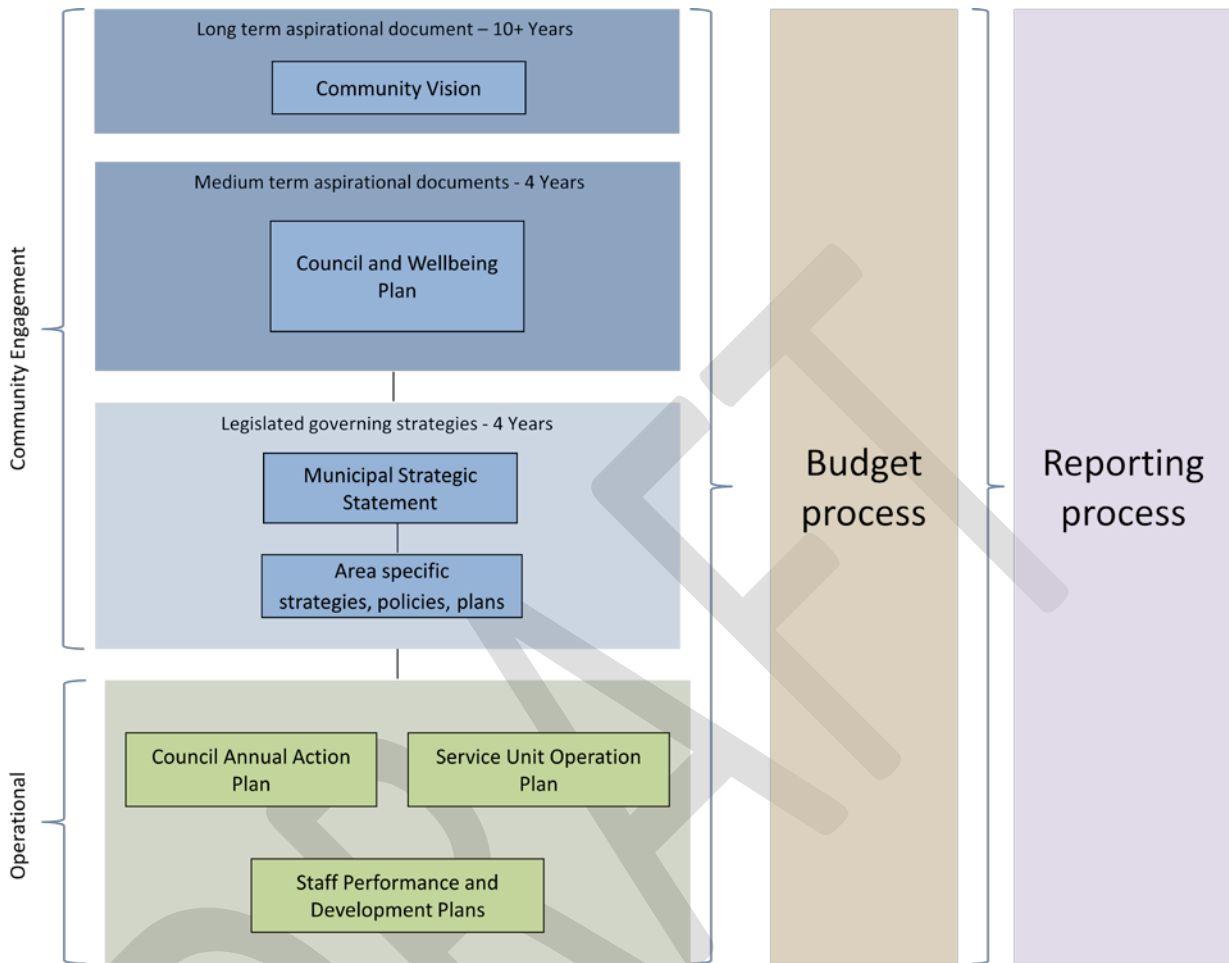 Community Engagement
Long term aspirational document – 10+ Years
Community Vision
Medium term aspirational documents - 4 Years
Council and Wellbeing
Plan
Legislated governing strategies - 4 Years
Municipal Strategic
Statement
Area specific
strategies, policies, plans
Operational
Council Annual Action
Plan
Service Unit Operation
Plan
Staff Performance and
Development Plans
Budget
process
Reporting
process
DRAFT